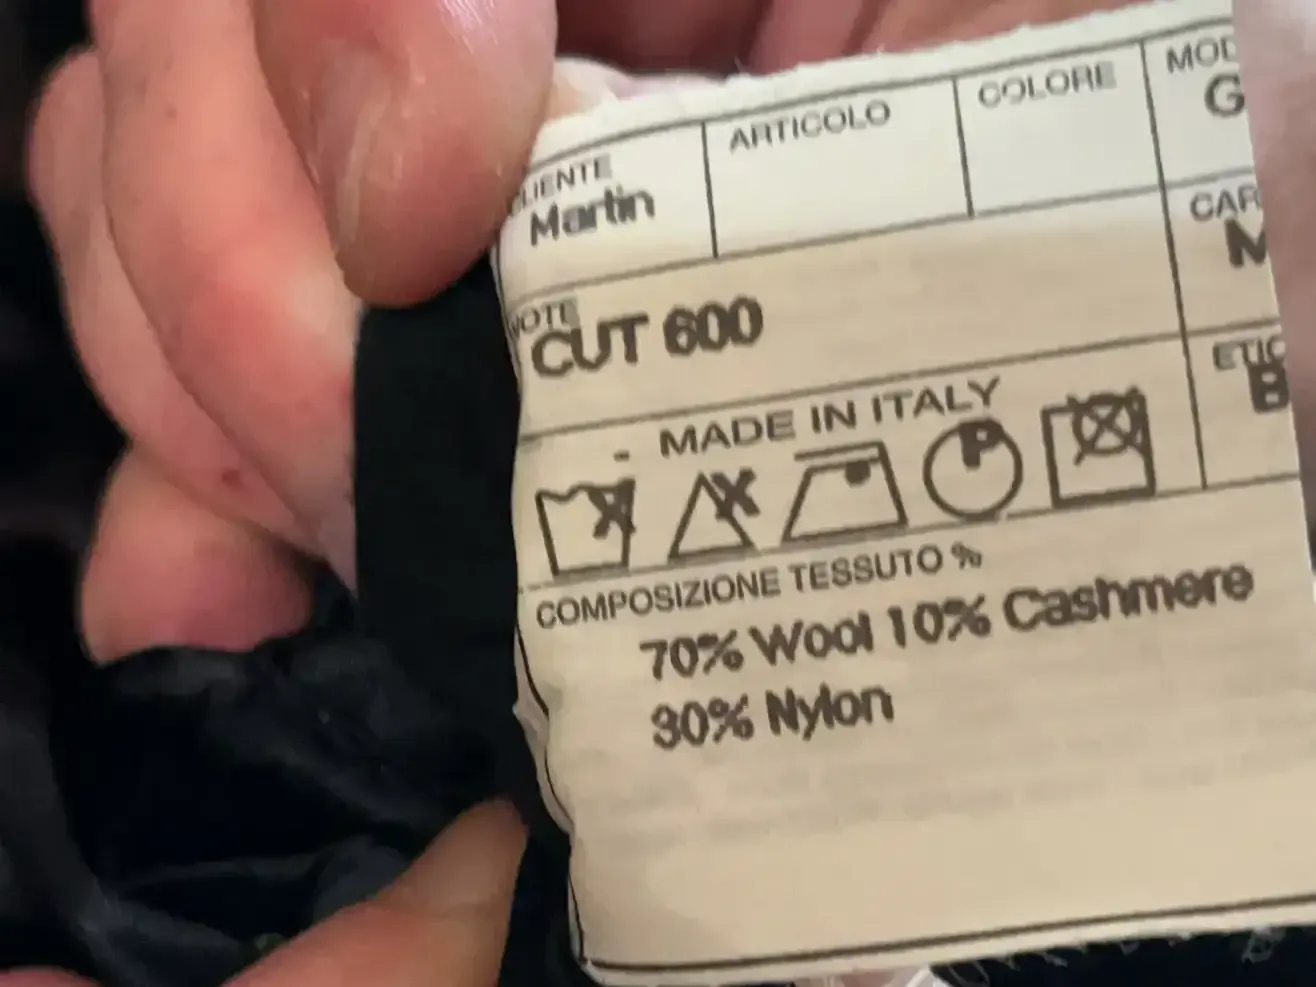 CLIENTE
Martin
ARTICOLO
COLORE
MOD
G
NOTE
CUT 600
CAR
M
- MADE IN ITALY
ETIC
B
P
COMPOSIZIONE TESSUTO %
70% Wool 10% Cashmere
30% Nylon